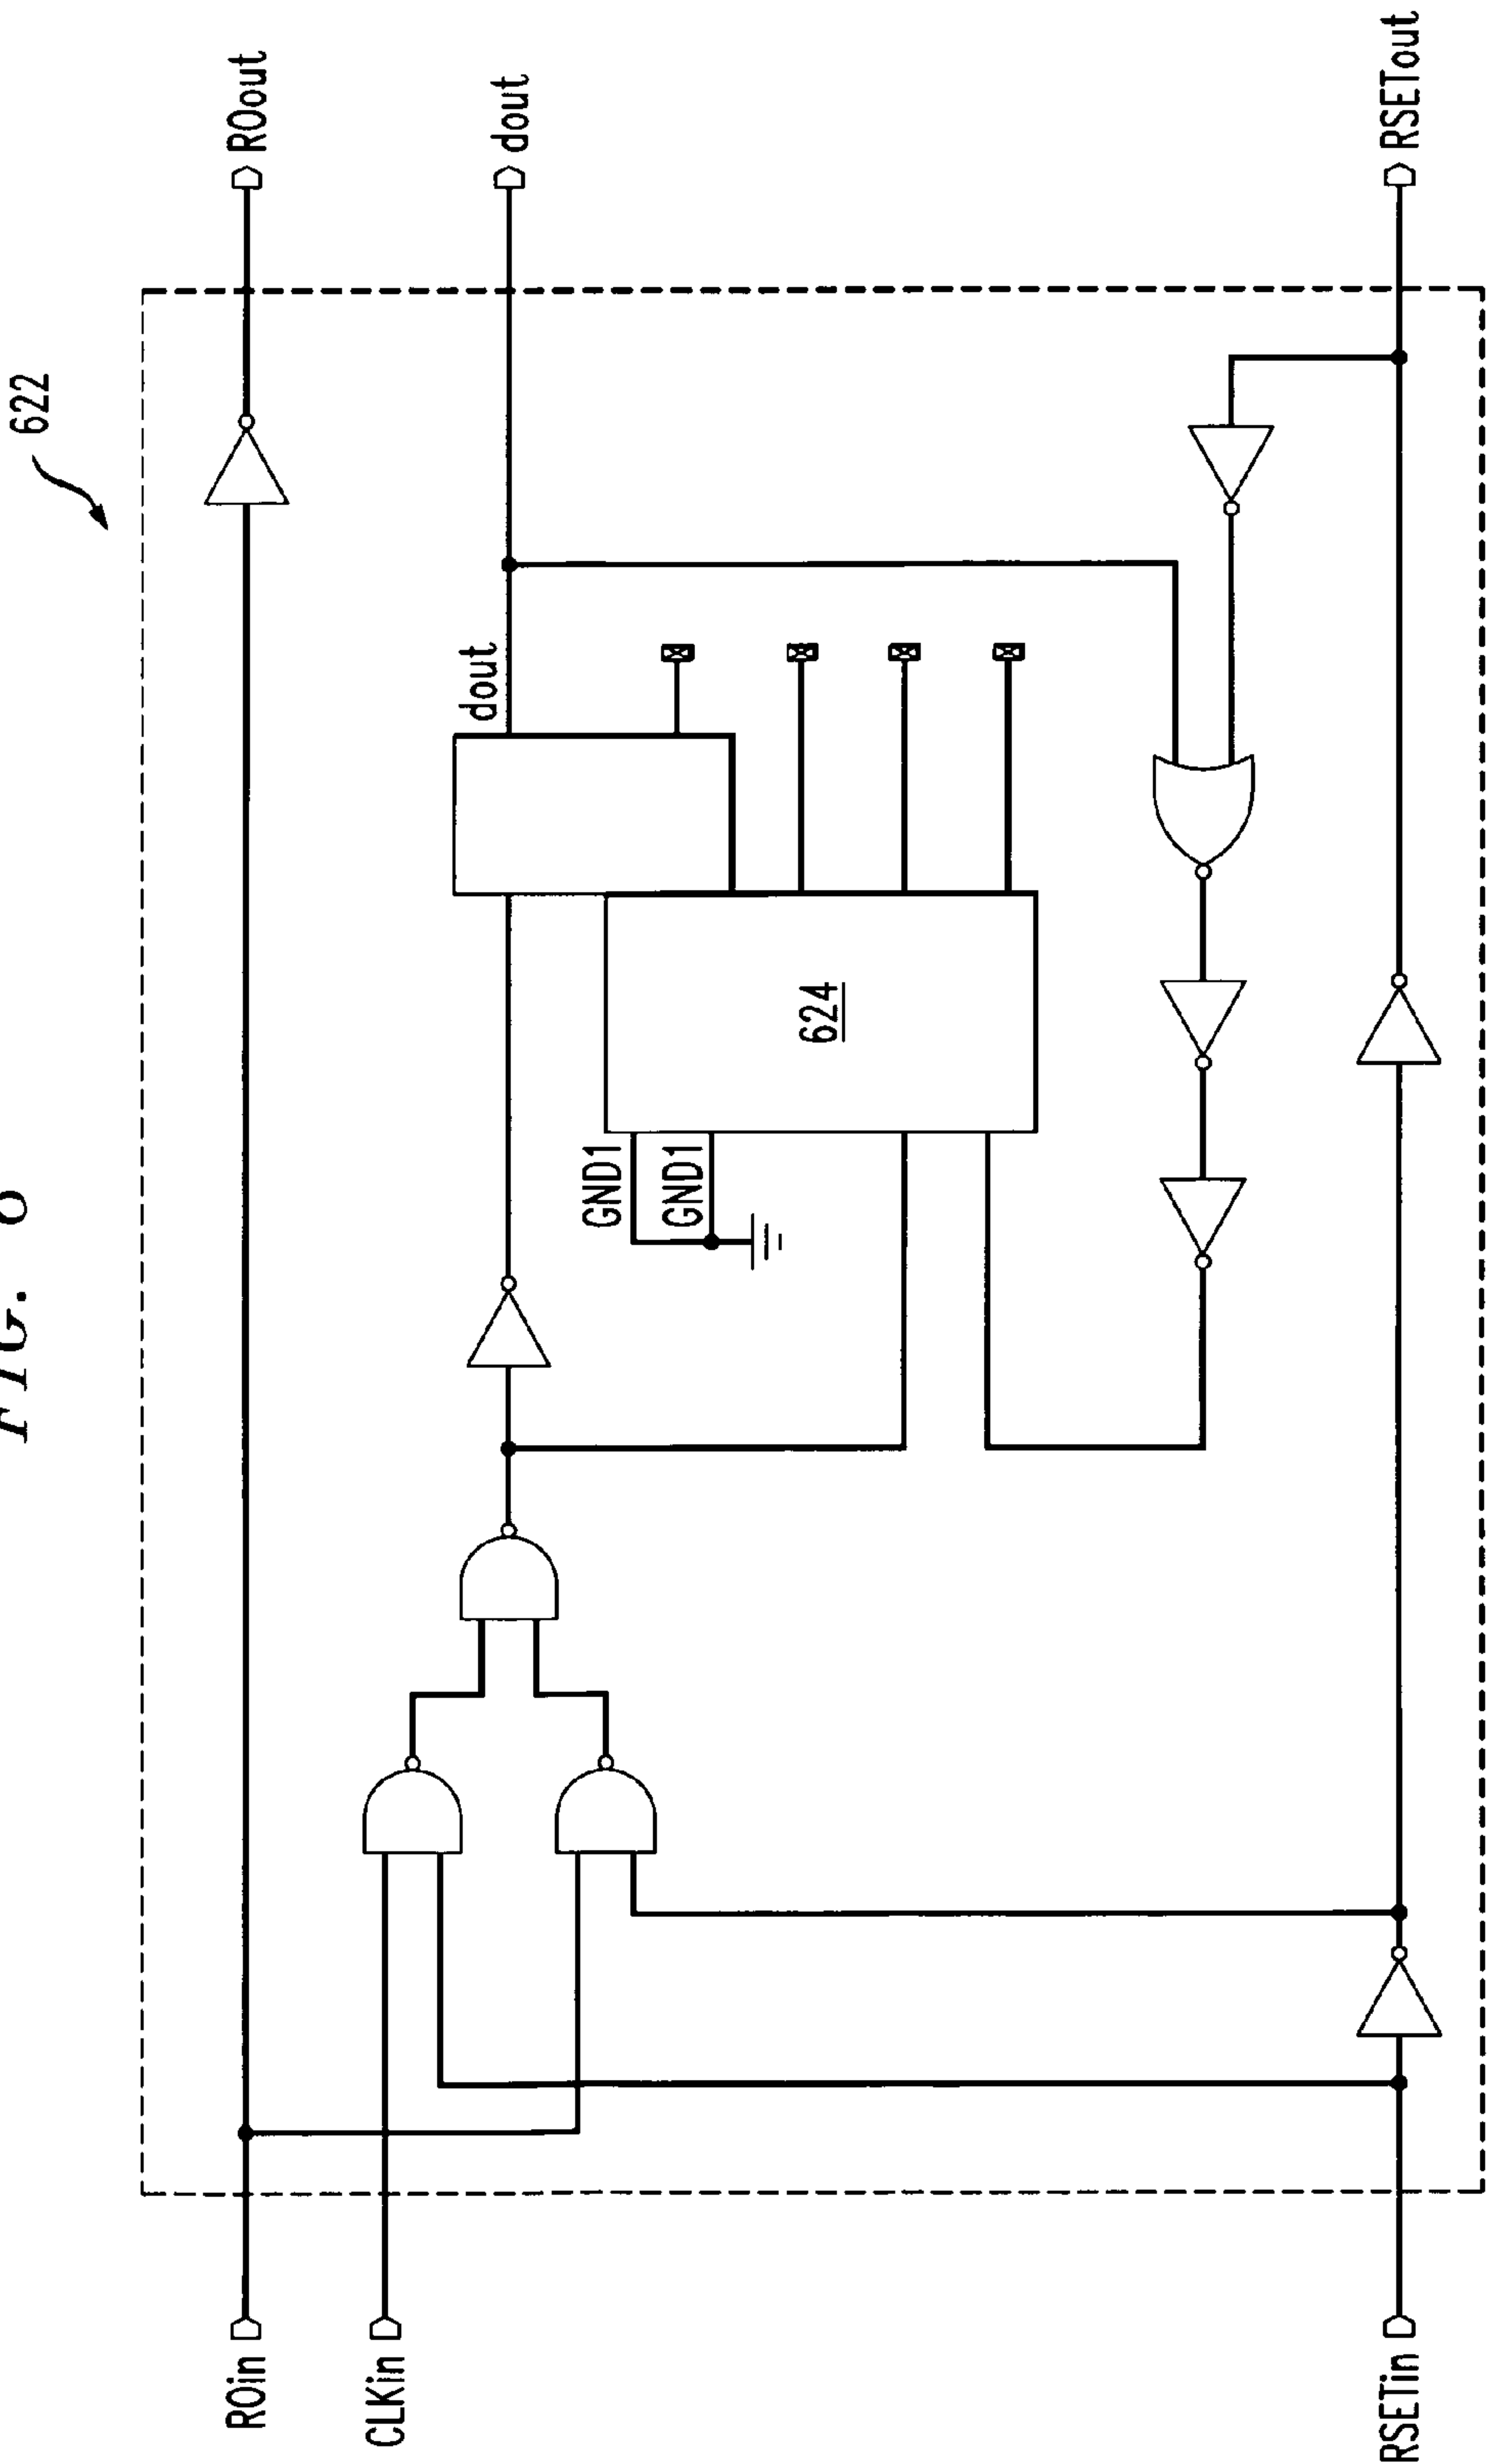 622
ROout
dout
RSETout
dout
624
GND1
GND1
ROin
CLKin
RSETin